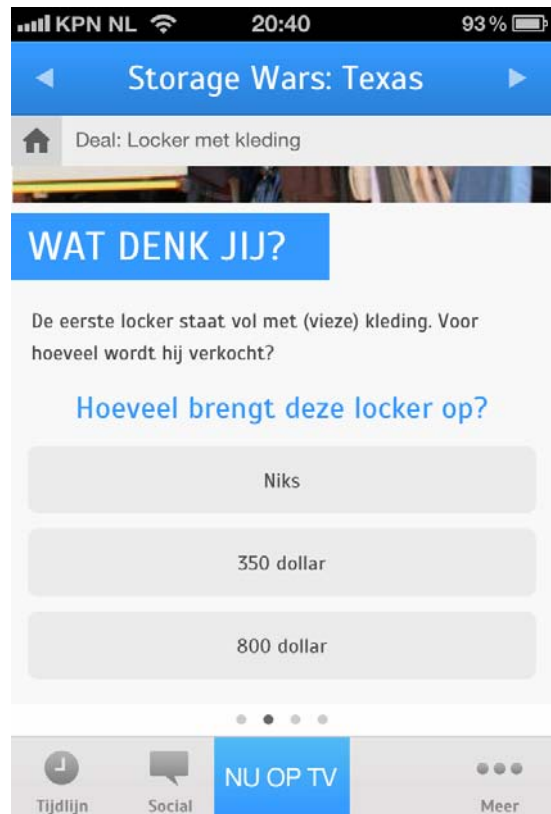 KPN NL 20:40 93 %
Storage Wars: Texas
Deal: Locker met kleding
WAT DENK JIJ?
De eerste locker staat vol met (vieze) kleding. Voor
hoeveel wordt hij verkocht?
Hoeveel brengt deze locker op?
Niks
350 dollar
800 dollar
NU OP TV
Tijdlijn Social Meer